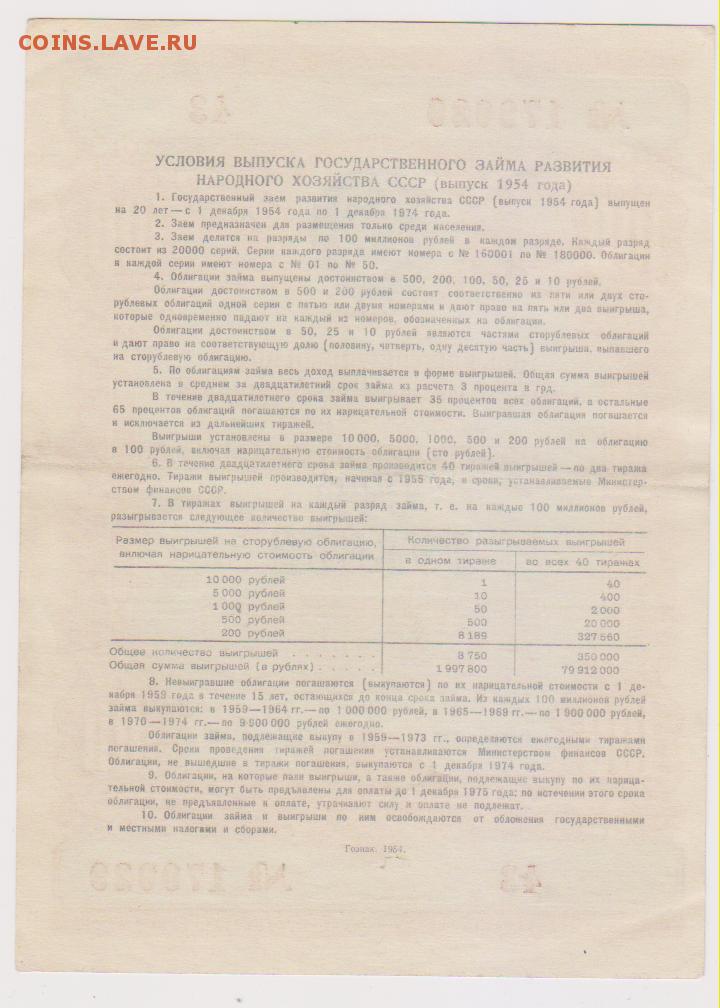 COINS.LAVE.RU
УСЛОВИЯ ВЫПУСКА ГОСУДАРСТВЕННОГО ЗАЙМА РАЗВИТИЯ
НАРОДНОГО ХОЗЯЙСТВА СССР (выпуск 1954 года)
1. Государственный заем развития народного хозяйства СССР (выпуск 1954 года) выпущен
на 20 лет — с 1 декабря 1954 года по 1 декабря 1974 года.
2. Заем предназначен для размещения только среди населения.
3. Заем делится на разряды по 100 миллионов рублей в каждом разряде. Каждый разряд
состоит из 20000 серий. Серии каждого разряда имеют номера с № 160001 по № 180000. Облигации
в каждой серии имеют номера с № 01 по № 50.
4. Облигации займа выпущены достоинством в 500, 200, 100, 50, 25 и 10 рублей.
Облигации достоинством в 500 и 200 рублей состоят соответственно из пяти или двух сто-
рублевых облигаций одной серии с пятью или двумя номерами и дают право на пять или два выигрыша,
которые одновременно падают на каждый из номеров, обозначенных на облигации.
Облигации достоинством в 50, 25 и 10 рублей являются частями сторублевых облигаций
и дают право на соответствующую долю (половину, четверть, одну десятую часть) выигрыша, выпавшего
на сторублевую облигацию.
5. По облигациям займа весь доход выплачивается в форме выигрышей. Общая сумма выигрышей
установлена в среднем за двадцатилетний срок займа из расчета 3 процента в год.
В течение двадцатилетнего срока займа выигрывает 35 процентов всех облигаций, а остальные
65 процентов облигаций погашаются по их нарицательной стоимости. Выигравшая облигация погашается
и исключается из дальнейших тиражей.
Выигрыши установлены в размере 10 000, 5000, 1000, 500 и 200 рублей на облигацию
в 100 рублей, включая нарицательную стоимость облигации (сто рублей).
6. В течение двадцатилетнего срока займа производится 40 тиражей выигрышей — по два тиража
ежегодно. Тиражи выигрышей производятся, начиная с 1955 года, в сроки, устанавливаемые Министер-
ством финансов СССР.
7. В тиражах выигрышей на каждый разряд займа, т. е. на каждые 100 миллионов рублей,
разыгрывается следующее количество выигрышей:
Размер выигрышей на сторублевую облигацию, включая нарицательную стоимость облигации
Количество разыгрываемых выигрышей
в одном тираже во всех 40 тиражах
10 000 рублей 1 40
5 000 рублей 10 400
1 000 рублей 50 2 000
500 рублей 500 20 000
200 рублей 8 189 327 560
Общее количество выигрышей . . . . . . . . 8 750 350 000
Общая сумма выигрышей (в рублях) . . . . . 1 997 800 79 912 000
8. Невыигравшие облигации погашаются (выкупаются) по их нарицательной стоимости с 1 де-
кабря 1959 года в течение 15 лет, остающихся до конца срока займа. Из каждых 100 миллионов рублей
займа выкупаются: в 1959—1964 гг.— по 1 000 000 рублей, в 1965—1969 гг.— по 1 900 000 рублей,
в 1970—1974 гг.— по 9 900 000 рублей ежегодно.
Облигации займа, подлежащие выкупу в 1959—1973 гг., определяются ежегодными тиражами
погашения. Сроки проведения тиражей погашения устанавливаются Министерством финансов СССР.
Облигации, не вышедшие в тиражи погашения, выкупаются с 1 декабря 1974 года.
9. Облигации, на которые пали выигрыши, а также облигации, подлежащие выкупу по их нарица-
тельной стоимости, могут быть предъявлены для оплаты до 1 декабря 1975 года; по истечении этого срока
облигации, не предъявленные к оплате, утрачивают силу и оплате не подлежат.
10. Облигации займа и выигрыши по ним освобождаются от обложения государственными
и местными налогами и сборами.
Гознак. 1954.